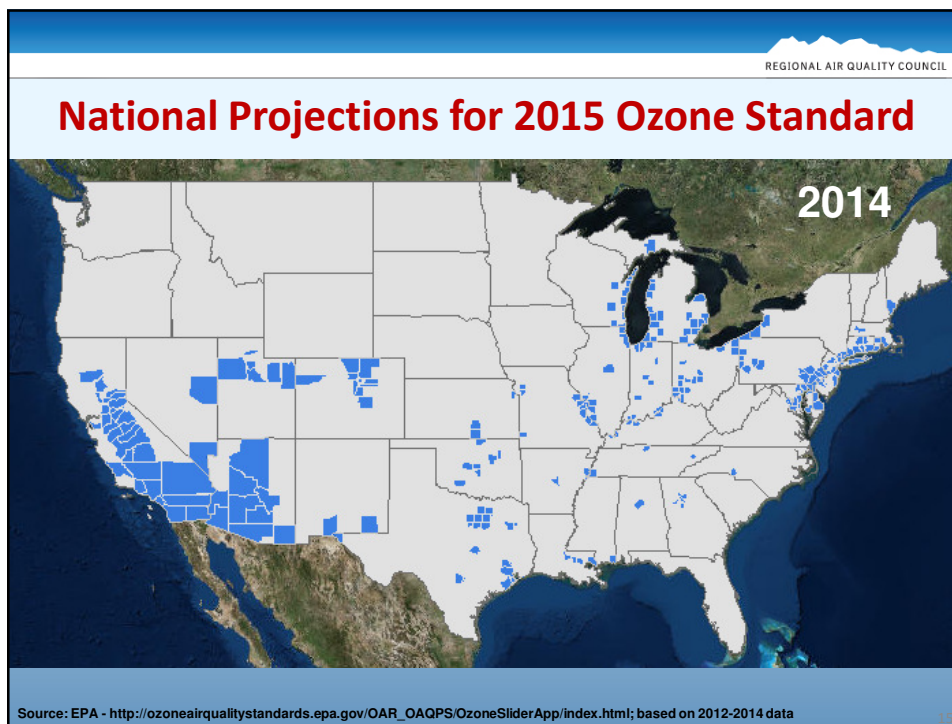 REGIONAL AIR QUALITY COUNCIL
National Projections for 2015 Ozone Standard
2014
Source: EPA - http://ozoneairqualitystandards.epa.gov/OAR_OAQPS/OzoneSliderApp/index.html; based on 2012-2014 data